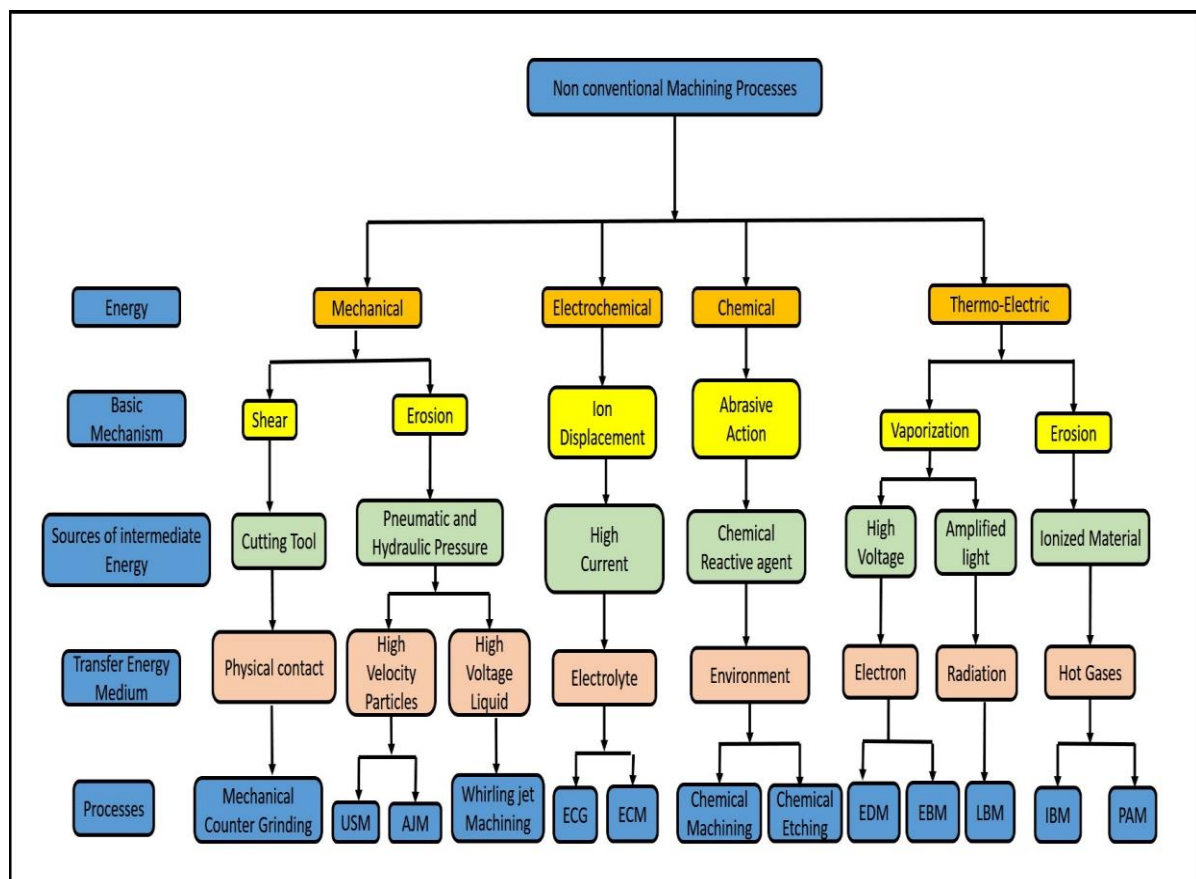 Non conventional Machining Processes
Energy
Mechanical
Electrochemical
Chemical
Thermo-Electric
Basic
Mechanism
Shear
Erosion
Ion
Displacement
Abrasive
Action
Vaporization
Erosion
Sources of intermediate
Energy
Cutting Tool
Pneumatic and
Hydraulic Pressure
High
Current
Chemical
Reactive agent
High
Voltage
Amplified
light
Ionized Material
Transfer Energy
Medium
Physical contact
High
Velocity
Particles
High
Voltage
Liquid
Electrolyte
Environment
Electron
Radiation
Hot Gases
Processes
Mechanical
Counter Grinding
USM
AJM
Whirling jet
Machining
ECG
ECM
Chemical
Machining
Chemical
Etching
EDM
EBM
LBM
IBM
PAM